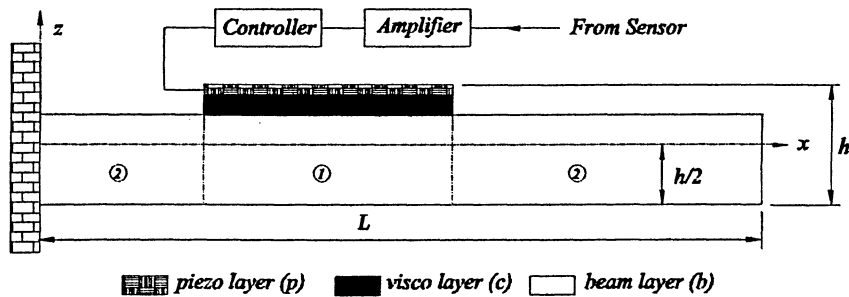 z
Controller
Amplifier
From Sensor
x
h
② ① ②
h/2
L
piezo layer (p) visco layer (c) beam layer (b)